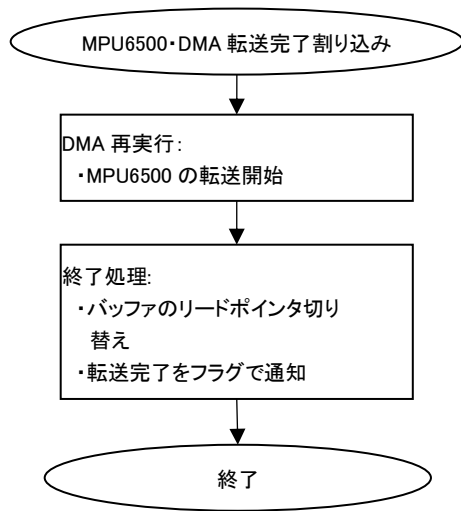 MPU6500・DMA 転送完了割り込み
DMA 再実行:
・MPU6500 の転送開始
終了処理:
・バッファのリードポインタ切り
替え
・転送完了をフラグで通知
終了